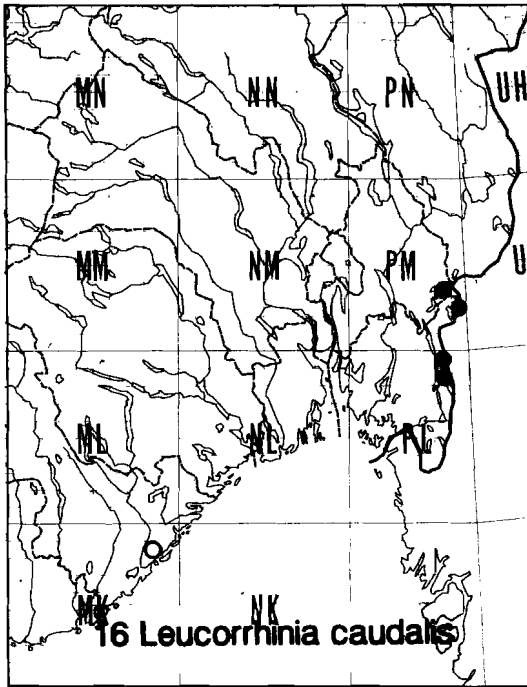 MN NN PN UH
MM NM PM U
ML NL PL
MK NK
16 Leucorrhinia caudalis